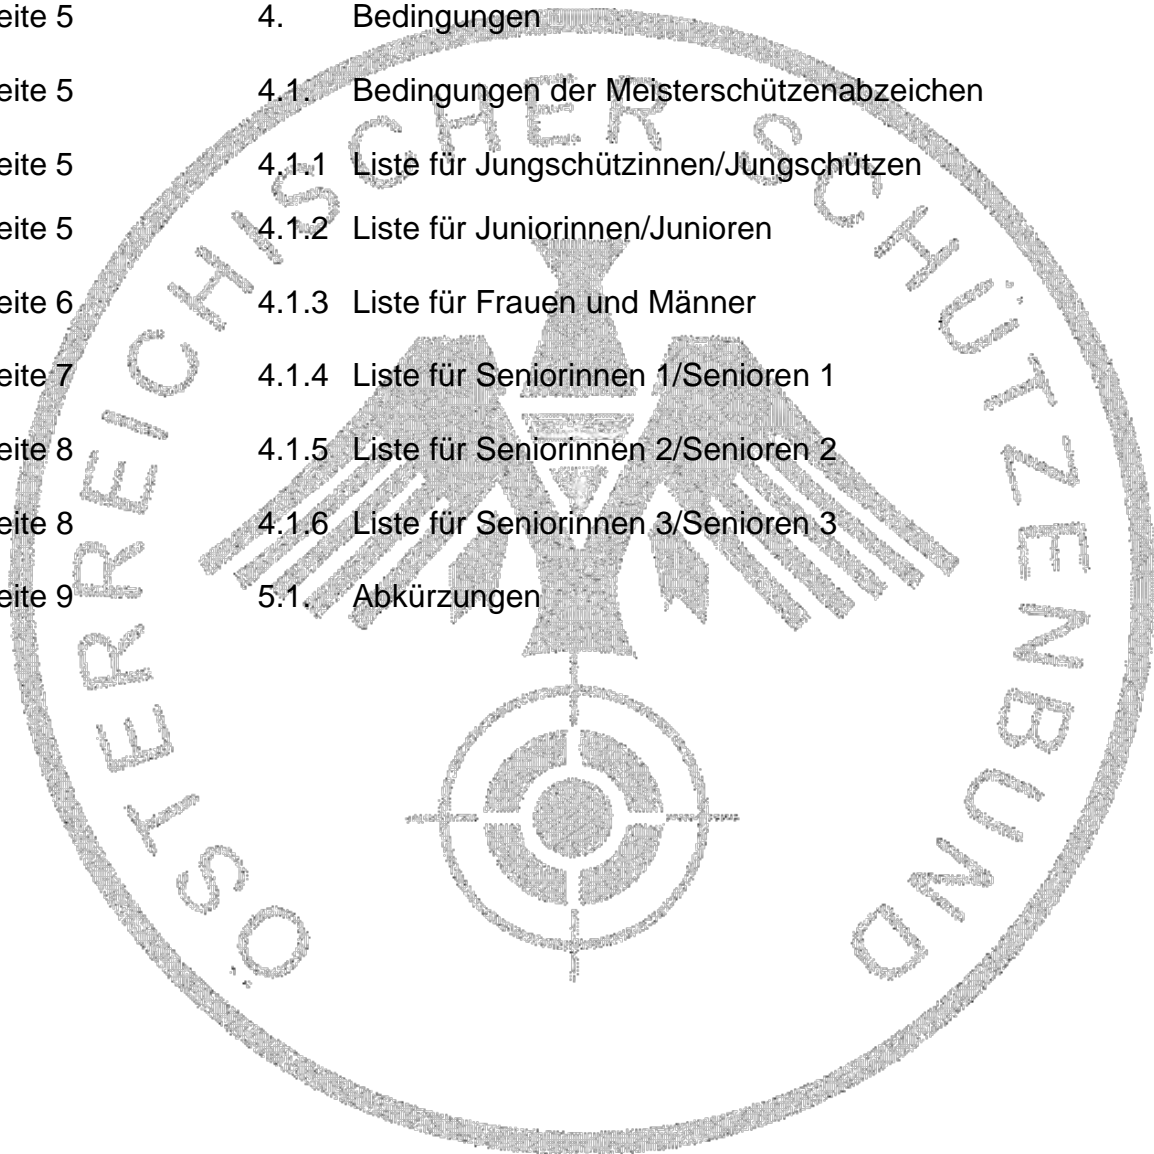 eite 5 4. Bedingungen
eite 5 4.1. Bedingungen der Meisterschützenabzeichen
eite 5 4.1.1 Liste für Jungschützinnen/Jungschützen
eite 5 4.1.2 Liste für Juniorinnen/Junioren
eite 6 4.1.3 Liste für Frauen und Männer
eite 7 4.1.4 Liste für Seniorinnen 1/Senioren 1
eite 8 4.1.5 Liste für Seniorinnen 2/Senioren 2
eite 8 4.1.6 Liste für Seniorinnen 3/Senioren 3
eite 9 5.1. Abkürzungen
ÖSTERREICHISCHER SCHÜTZENBUND